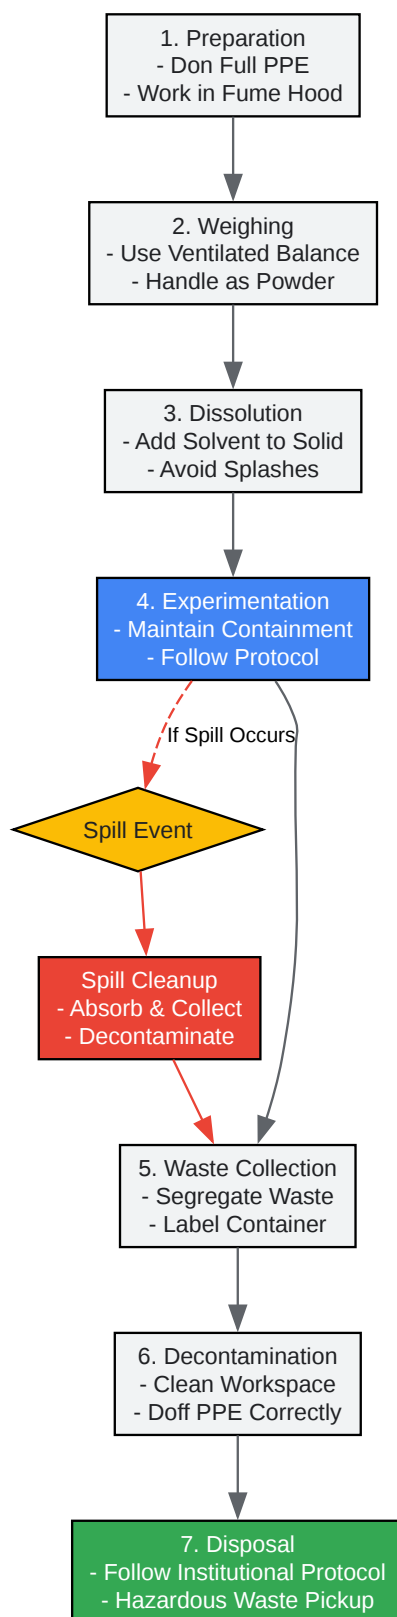 1. Preparation
- Don Full PPE
- Work in Fume Hood
2. Weighing
- Use Ventilated Balance
- Handle as Powder
3. Dissolution
- Add Solvent to Solid
- Avoid Splashes
4. Experimentation
- Maintain Containment
- Follow Protocol
If Spill Occurs
Spill Event
Spill Cleanup
- Absorb & Collect
- Decontaminate
5. Waste Collection
- Segregate Waste
- Label Container
6. Decontamination
- Clean Workspace
- Doff PPE Correctly
7. Disposal
- Follow Institutional Protocol
- Hazardous Waste Pickup